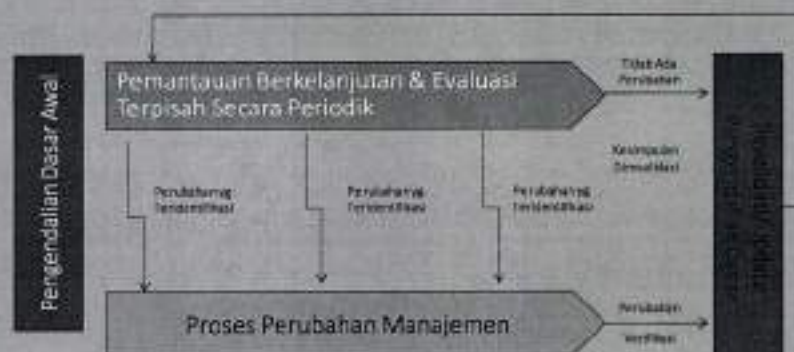 Pengendalian Dasar Awal
Pemantauan Berkelanjutan & Evaluasi
Terpisah Secara Periodik
Tidak Ada
Perubahan
Kesimpulan
Perubahan yg
Teridentifikasi
Perubahan yg
Teridentifikasi
Perubahan yg
Teridentifikasi
Proses Perubahan Manajemen
Perubahan
Verifikasi